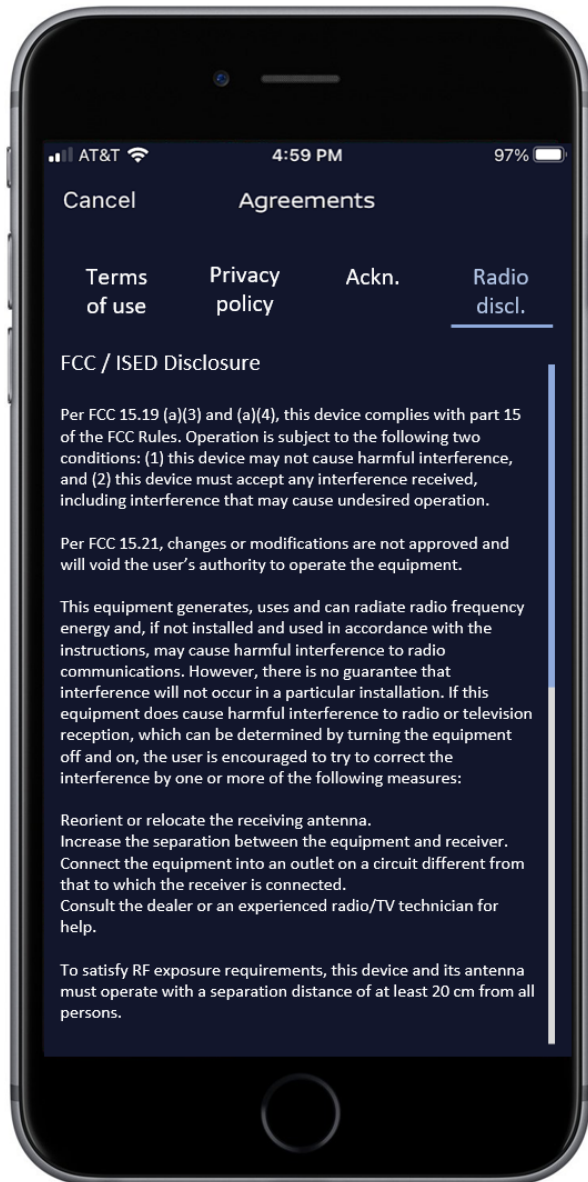 AT&T 4:59 PM 97%
Cancel Agreements
Terms of use Privacy policy Ackn. Radio discl.
FCC / ISED Disclosure
Per FCC 15.19 (a)(3) and (a)(4), this device complies with part 15
of the FCC Rules. Operation is subject to the following two
conditions: (1) this device may not cause harmful interference,
and (2) this device must accept any interference received,
including interference that may cause undesired operation.
Per FCC 15.21, changes or modifications are not approved and
will void the user’s authority to operate the equipment.
This equipment generates, uses and can radiate radio frequency
energy and, if not installed and used in accordance with the
instructions, may cause harmful interference to radio
communications. However, there is no guarantee that
interference will not occur in a particular installation. If this
equipment does cause harmful interference to radio or television
reception, which can be determined by turning the equipment
off and on, the user is encouraged to try to correct the
interference by one or more of the following measures:
Reorient or relocate the receiving antenna.
Increase the separation between the equipment and receiver.
Connect the equipment into an outlet on a circuit different from
that to which the receiver is connected.
Consult the dealer or an experienced radio/TV technician for
help.
To satisfy RF exposure requirements, this device and its antenna
must operate with a separation distance of at least 20 cm from all
persons.